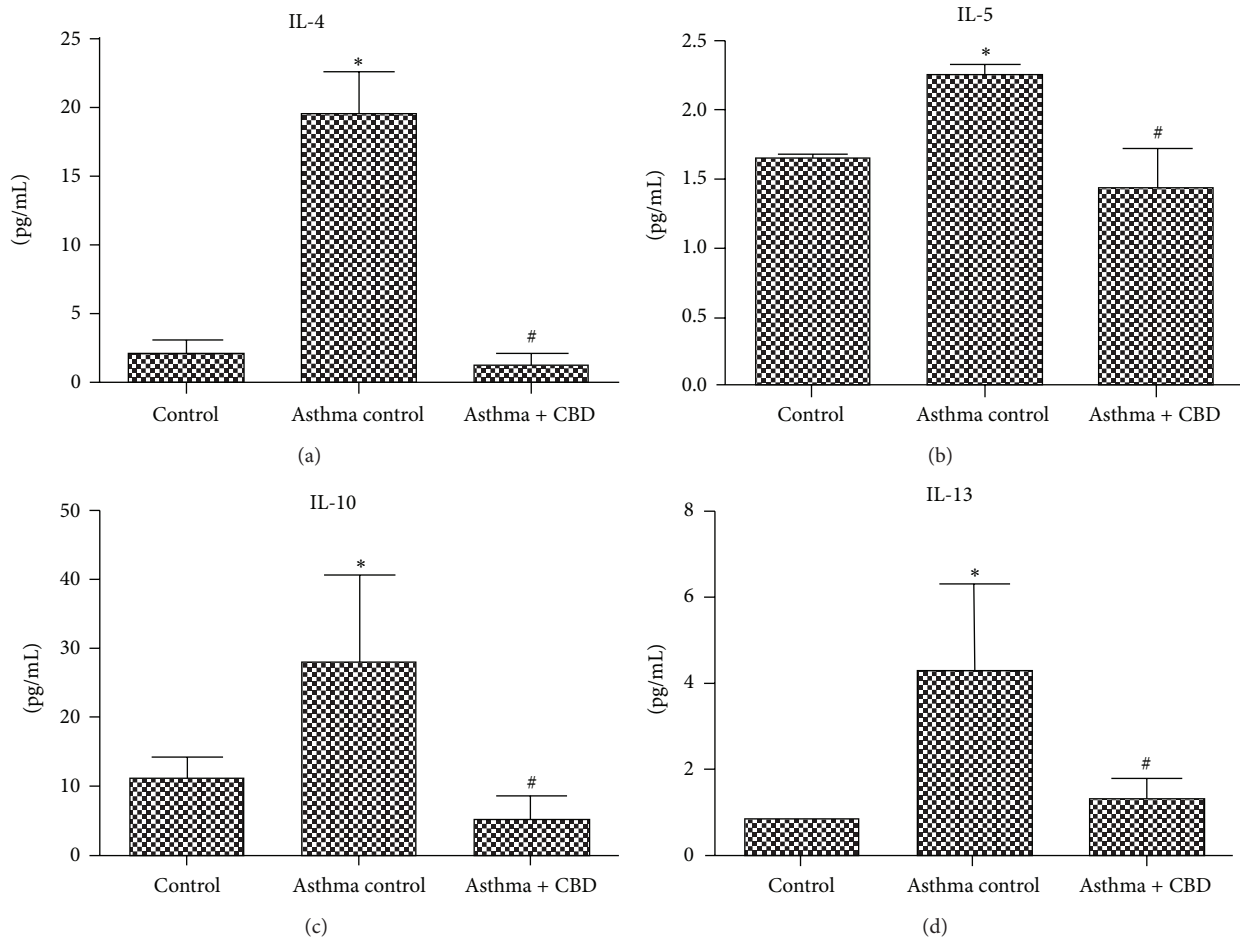 IL-4
25
20
15
10
5
0
(pg/mL)
*
#
Control Asthma control Asthma + CBD
(a)
IL-5
2.5
2.0
1.5
1.0
0.5
0.0
(pg/mL)
*
#
Control Asthma control Asthma + CBD
(b)
IL-10
50
40
30
20
10
0
(pg/mL)
*
#
Control Asthma control Asthma + CBD
(c)
IL-13
8
6
4
2
0
(pg/mL)
*
#
Control Asthma control Asthma + CBD
(d)